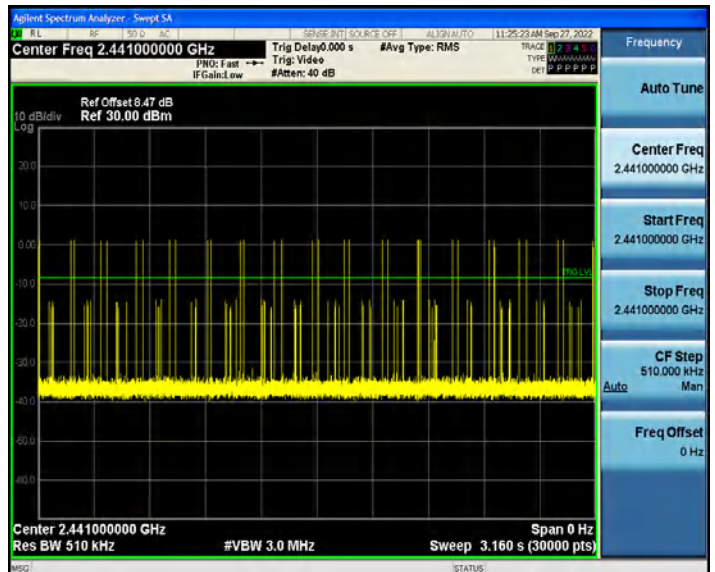 Agilent Spectrum Analyzer - Swept SA
RL RF 50 Ω AC SENSE:INT SOURCE OFF ALIGN AUTO 11:25:23 AM Sep 27, 2022
Center Freq 2.441000000 GHz
PNO: Fast
IFGain:Low
Trig Delay0.000 s
Trig: Video
#Atten: 40 dB
#Avg Type: RMS
TRACE 1 2 3 4 5 6
TYPE
DET P P P P P P
Frequency
Ref Offset 8.47 dB
10 dB/div Ref 30.00 dBm
Log
20.0
10.0
0.00
TRIG LVL
-10.0
-20.0
-30.0
-40.0
-50.0
-60.0
Center 2.441000000 GHz Span 0 Hz
Res BW 510 kHz #VBW 3.0 MHz Sweep 3.160 s (30000 pts)
MSG STATUS
Auto Tune
Center Freq
2.441000000 GHz
Start Freq
2.441000000 GHz
Stop Freq
2.441000000 GHz
CF Step
510.000 kHz
Auto Man
Freq Offset
0 Hz